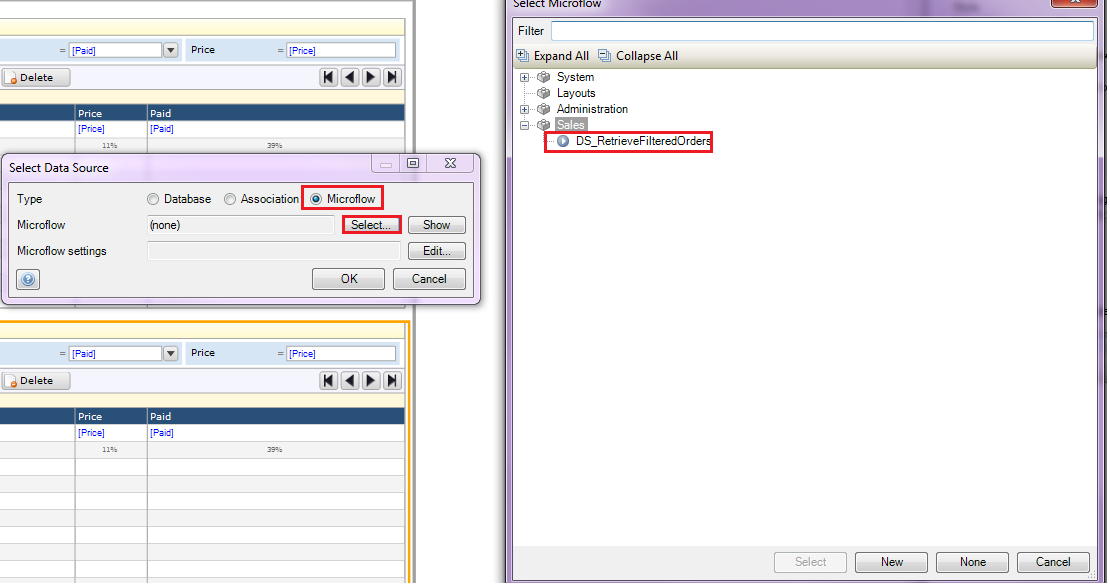 = [Paid] Price = [Price]
Delete
Price Paid
[Price] [Paid]
11% 39%
Select Data Source
Type Database Association Microflow
Microflow (none) Select... Show
Microflow settings Edit...
OK Cancel
= [Paid] Price = [Price]
Delete
Price Paid
[Price] [Paid]
11% 39%
Select Microflow
Filter
Expand All Collapse All
System
Layouts
Administration
Sales
DS_RetrieveFilteredOrders
Select New None Cancel